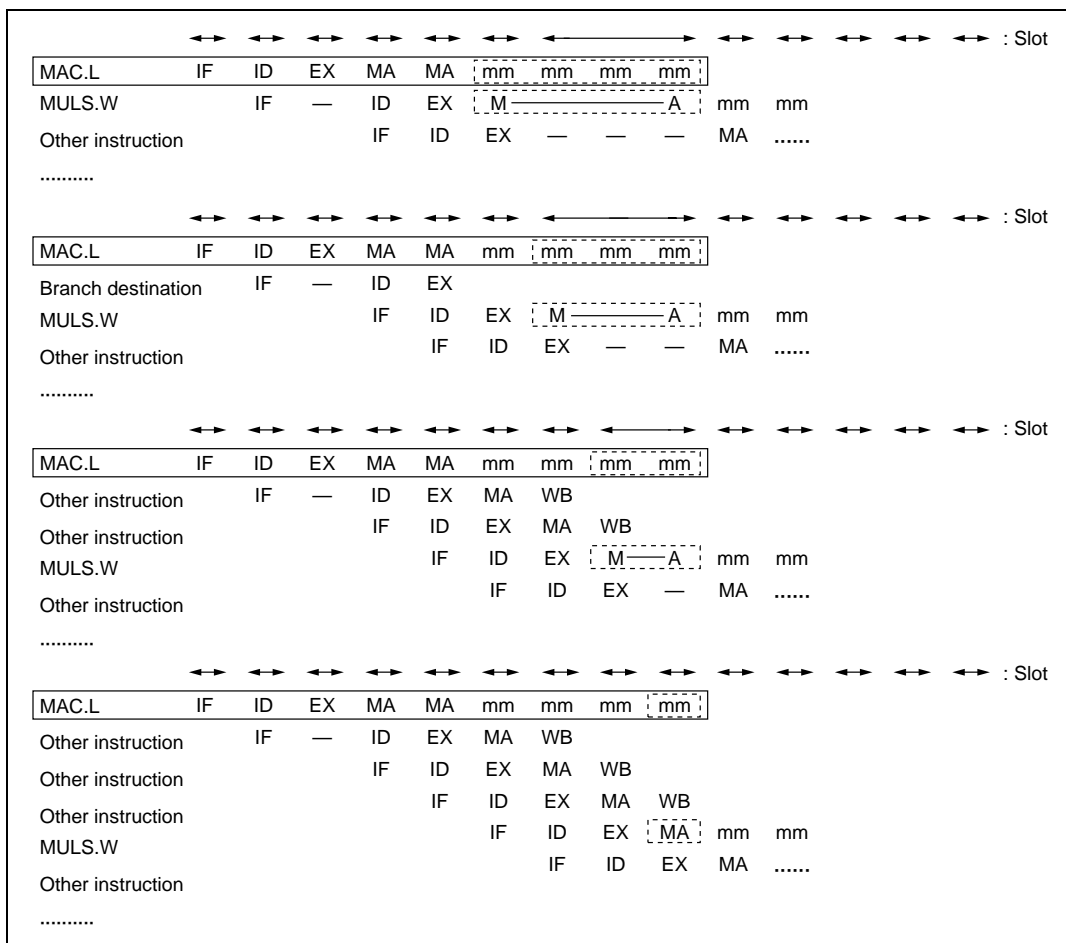 : Slot
MAC.L IF ID EX MA MA mm mm mm mm
MULS.W IF — ID EX M A mm mm
Other instruction IF ID EX — — — MA ......
..........
: Slot
MAC.L IF ID EX MA MA mm mm mm mm
Branch destination IF — ID EX
MULS.W IF ID EX M A mm mm
Other instruction IF ID EX — — MA ......
..........
: Slot
MAC.L IF ID EX MA MA mm mm mm mm
Other instruction IF — ID EX MA WB
Other instruction IF ID EX MA WB
MULS.W IF ID EX M A mm mm
Other instruction IF ID EX — MA ......
..........
: Slot
MAC.L IF ID EX MA MA mm mm mm mm
Other instruction IF — ID EX MA WB
Other instruction IF ID EX MA WB
Other instruction IF ID EX MA WB
MULS.W IF ID EX MA mm mm
Other instruction IF ID EX MA ......
..........